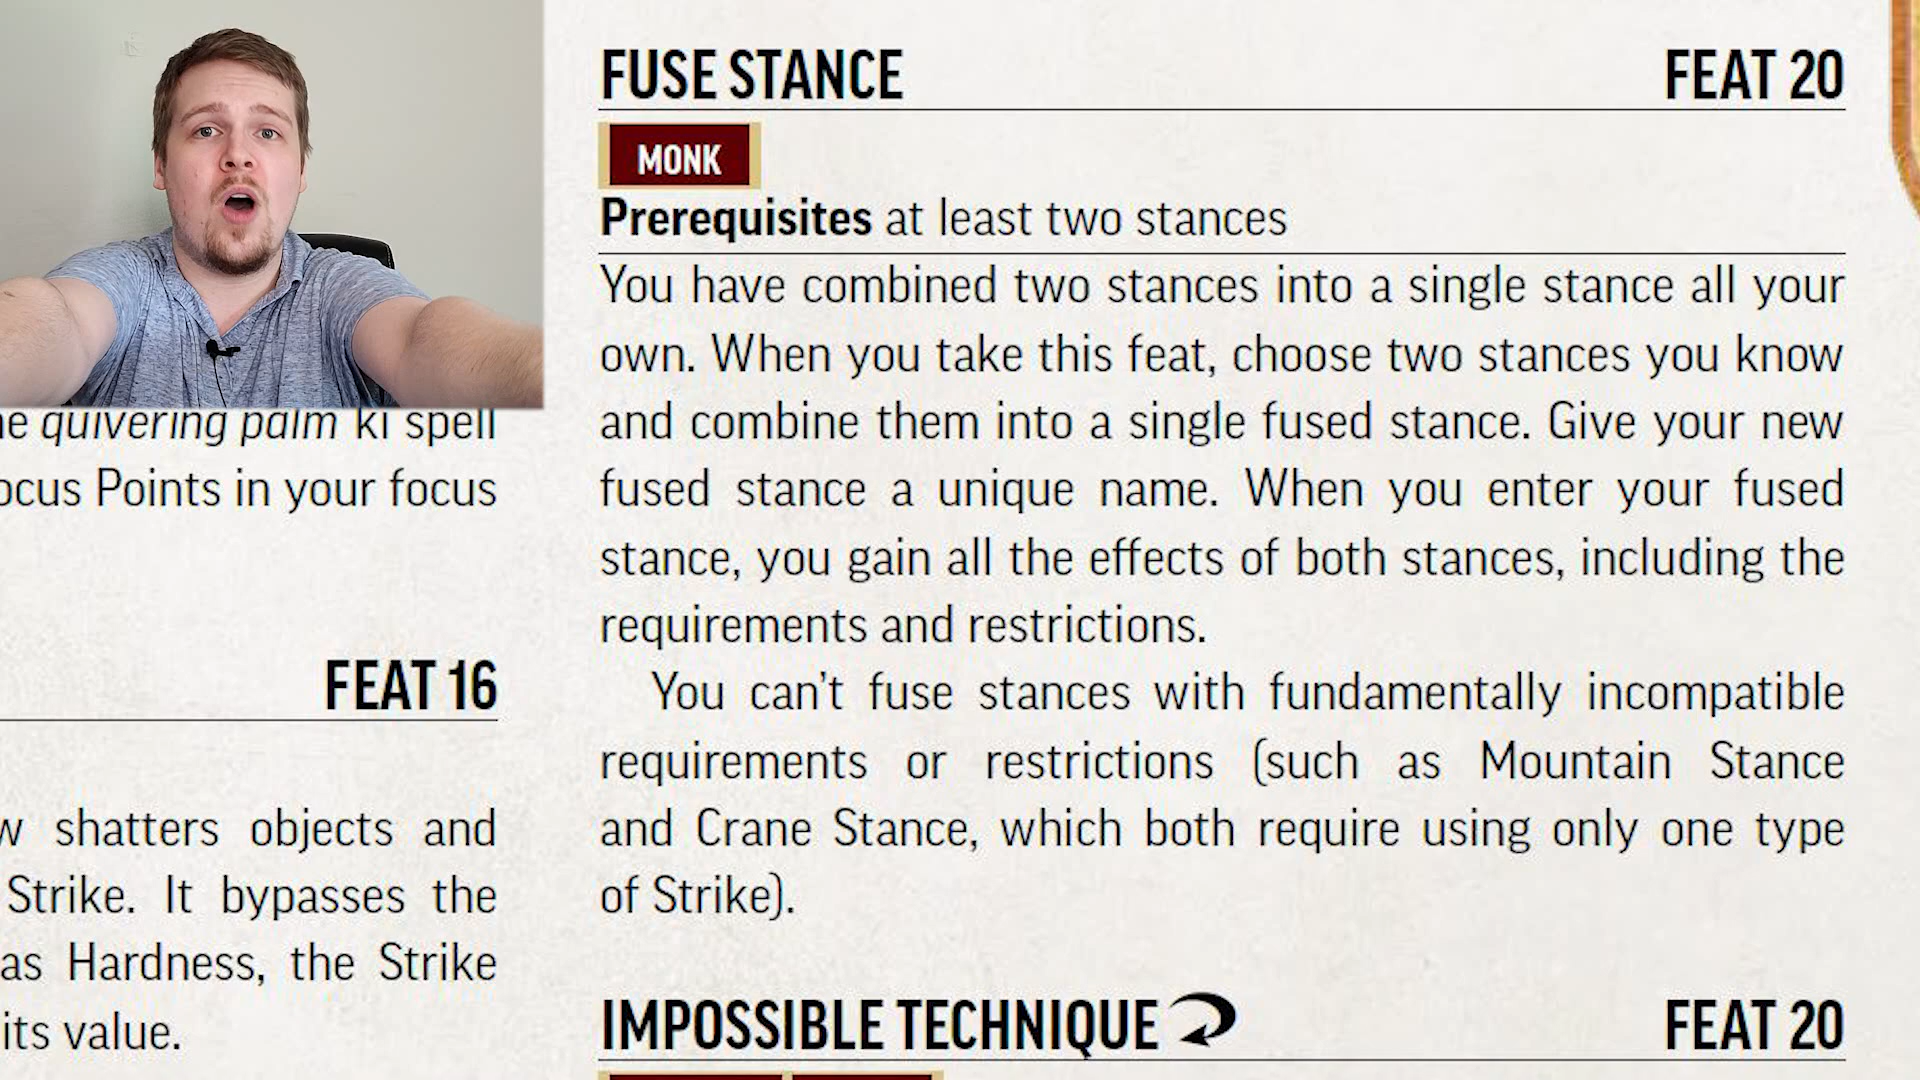 he quivering palm ki spell
ocus Points in your focus
FEAT 16
w shatters objects and
Strike. It bypasses the
as Hardness, the Strike
its value.
FUSE STANCE FEAT 20
MONK
Prerequisites at least two stances
You have combined two stances into a single stance all your
own. When you take this feat, choose two stances you know
and combine them into a single fused stance. Give your new
fused stance a unique name. When you enter your fused
stance, you gain all the effects of both stances, including the
requirements and restrictions.
You can't fuse stances with fundamentally incompatible
requirements or restrictions (such as Mountain Stance
and Crane Stance, which both require using only one type
of Strike).
IMPOSSIBLE TECHNIQUE FEAT 20